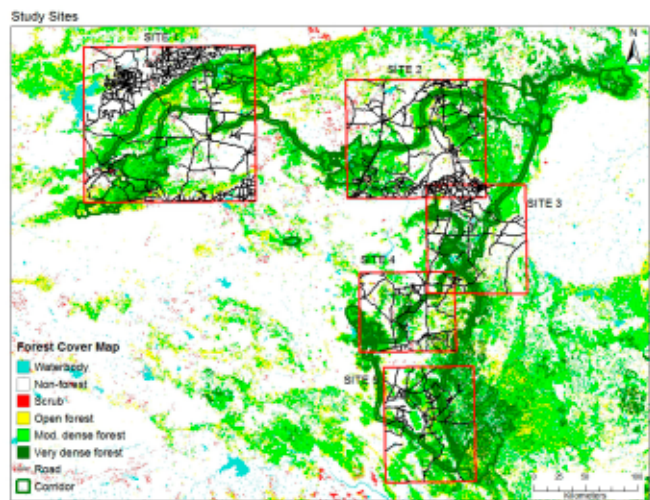 Study Sites
SITE 1
N
SITE 2
SITE 3
SITE 4
SITE 5
Forest Cover Map
Waterbody
Non-forest
Scrub
Open forest
Mod. dense forest
Very dense forest
Road
Corridor
Kilometers